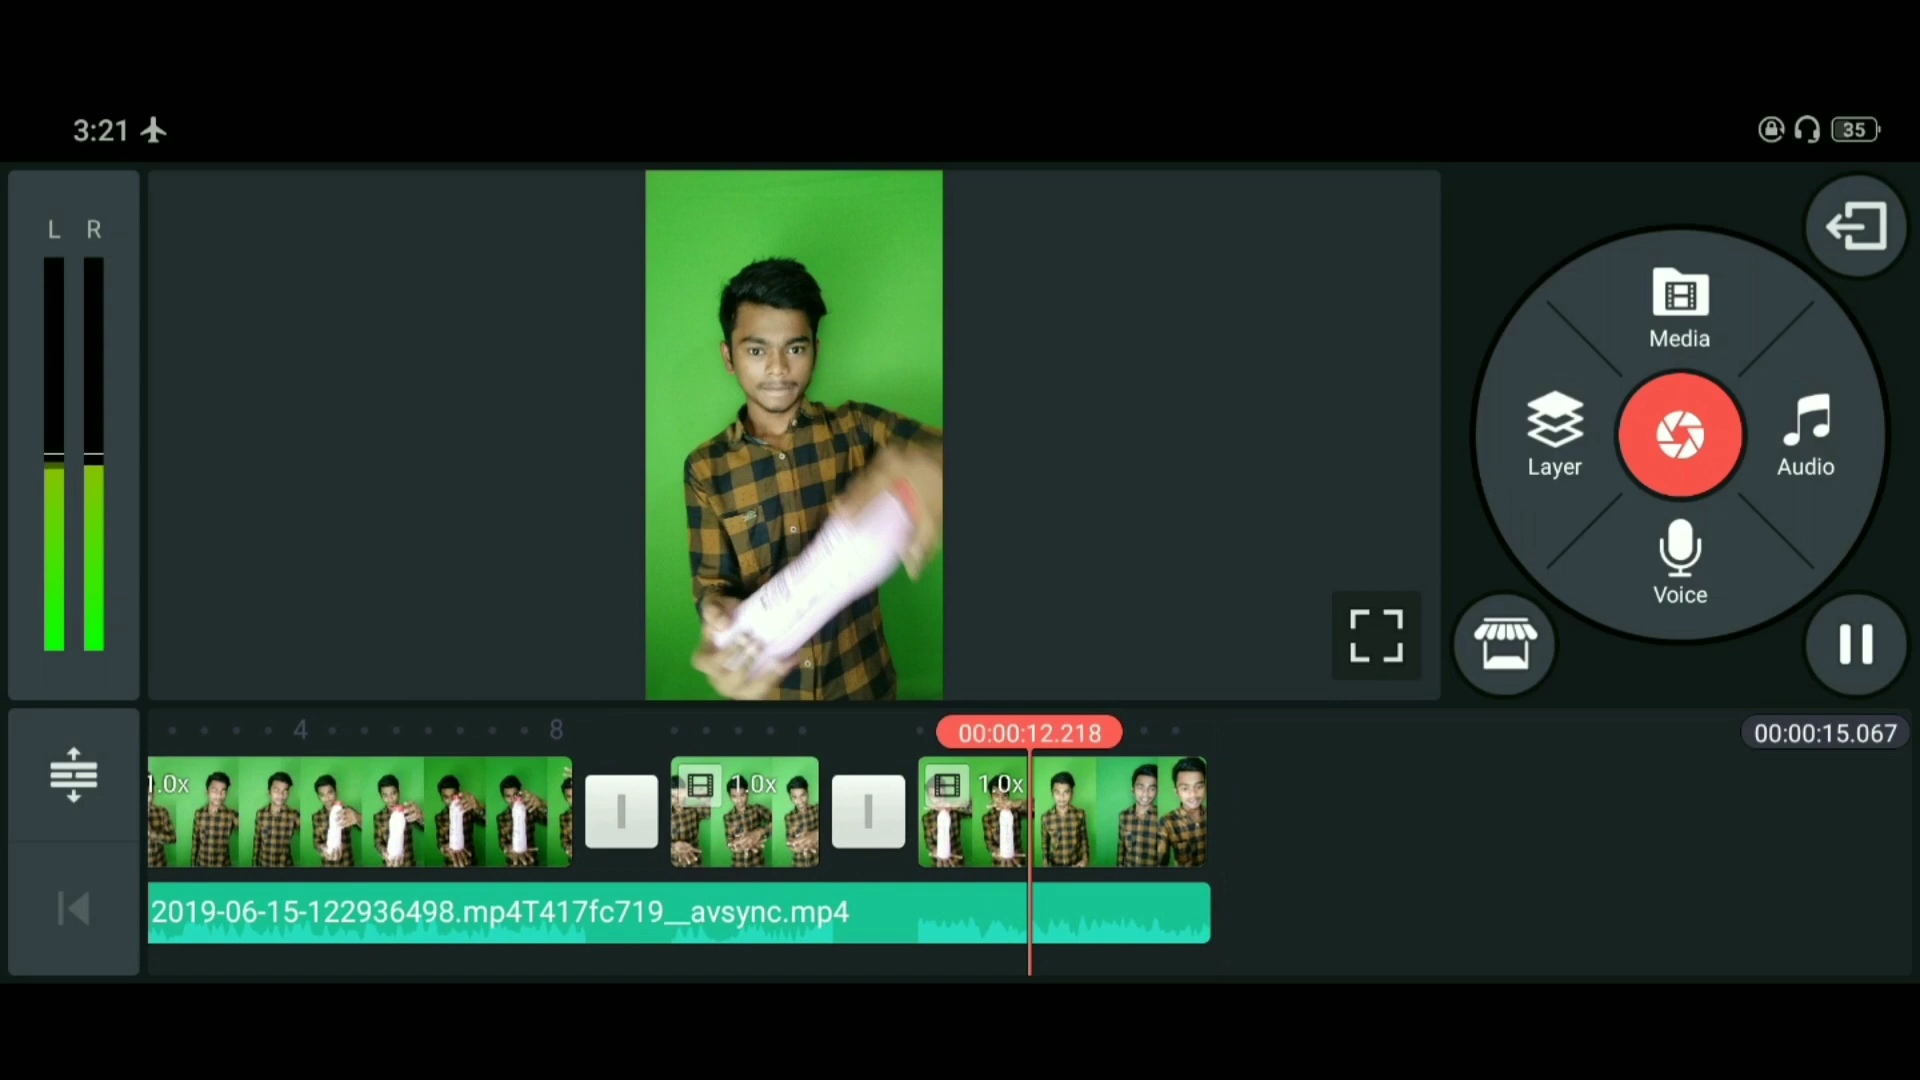 3:21
35
L R
Media
Layer
Audio
Voice
4 8
00:00:12.218
00:00:15.067
1.0x
1.0x
1.0x
2019-06-15-122936498.mp4T417fc719__avsync.mp4